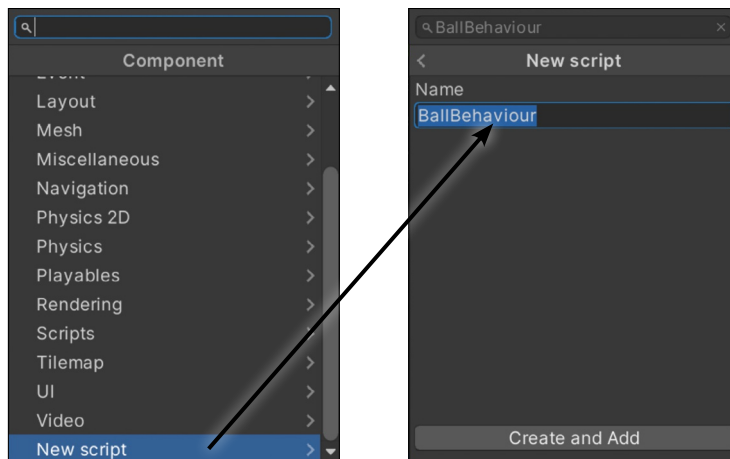 Component
Layout
Mesh
Miscellaneous
Navigation
Physics 2D
Physics
Playables
Rendering
Scripts
Tilemap
UI
Video
New script
BallBehaviour
New script
Name
BallBehaviour
Create and Add